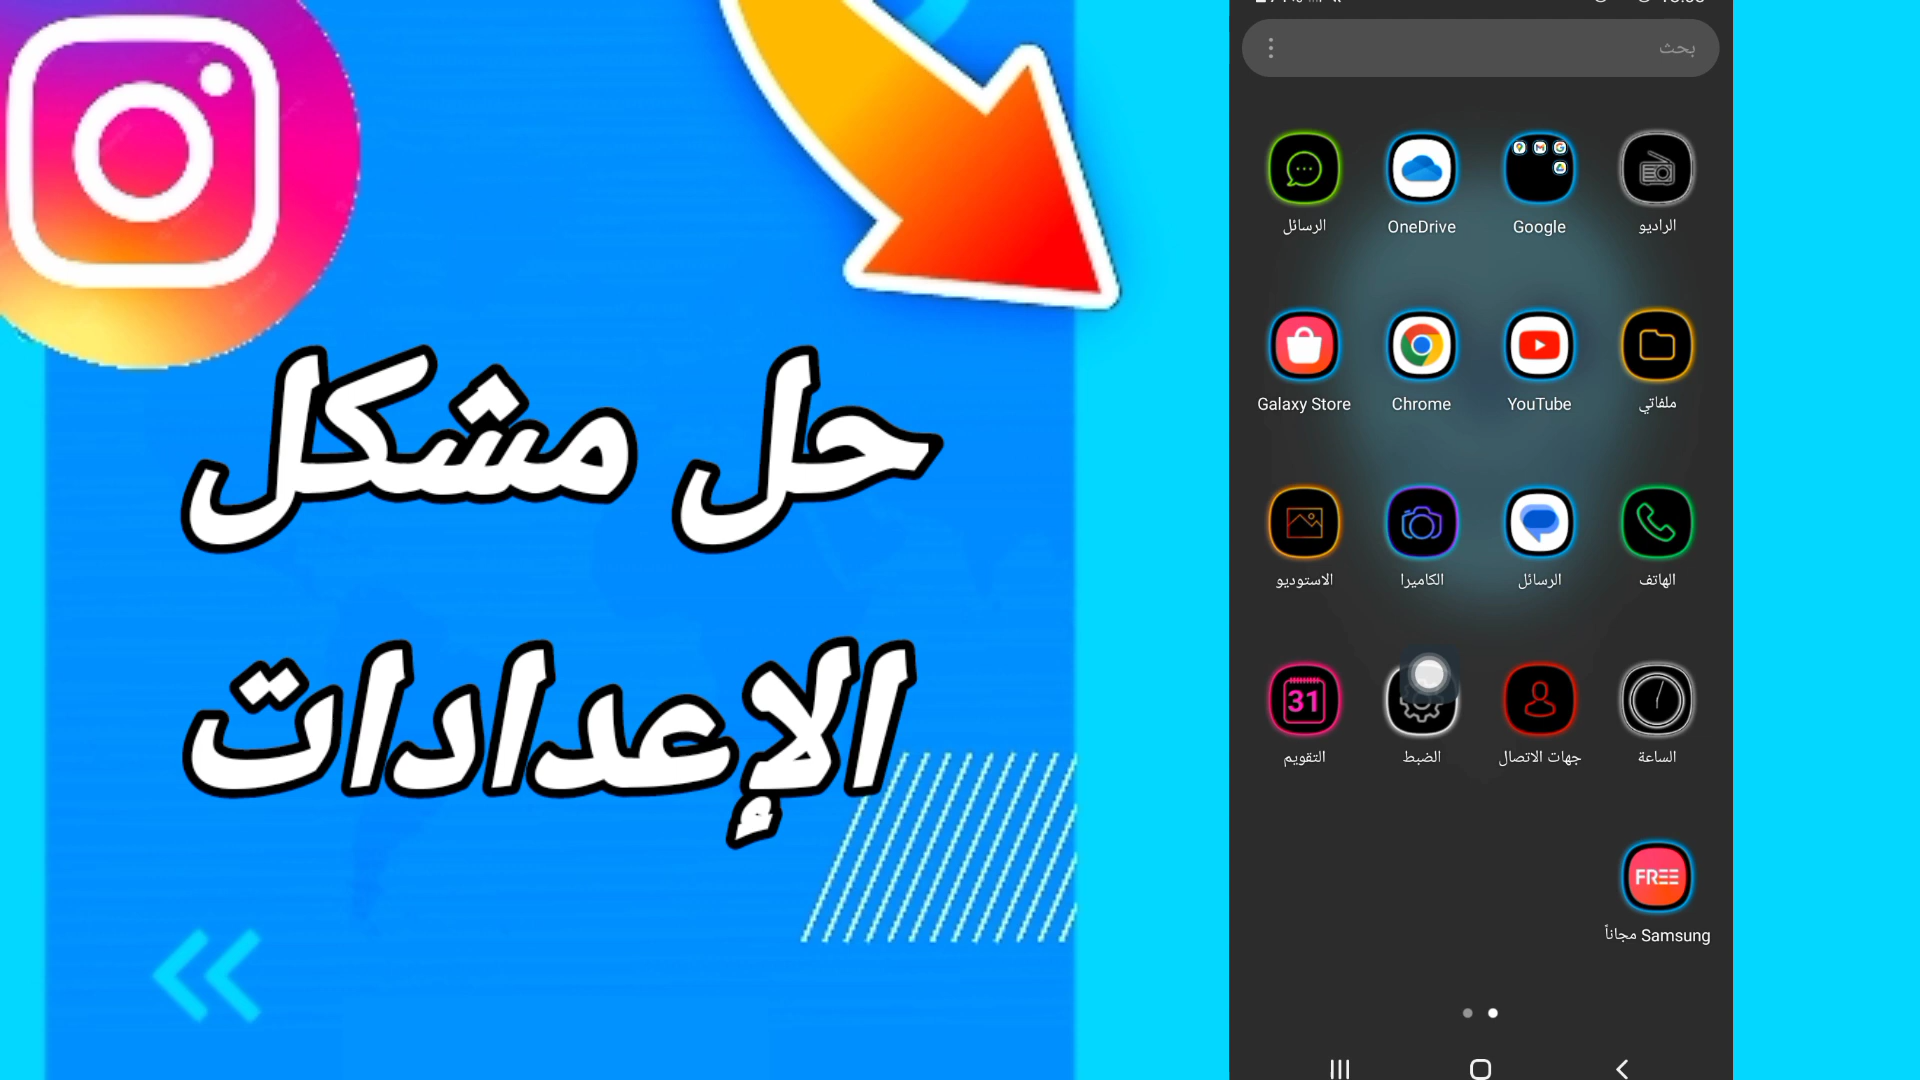 حل مشكل
الإعدادات
بحث
الراديو
Google
OneDrive
الرسائل
ملفاتي
YouTube
Chrome
Galaxy Store
الهاتف
الرسائل
الكاميرا
الاستوديو
الساعة
جهات الاتصال
الضبط
31
التقويم
FREE
Samsung مجاناً